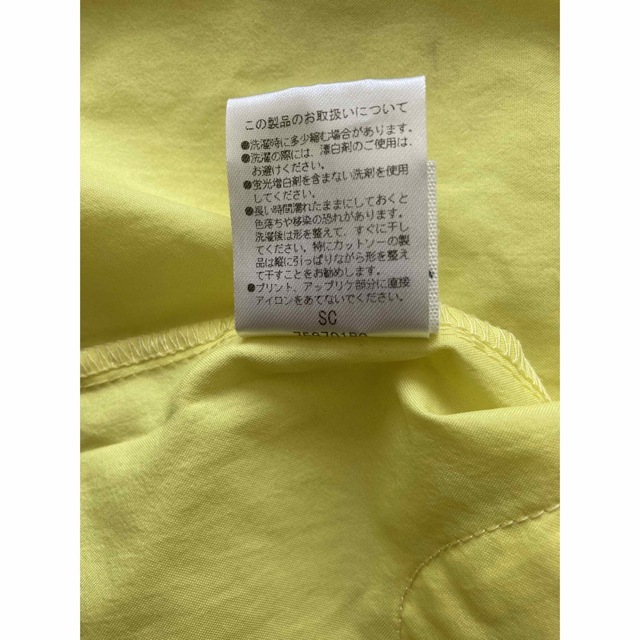 この製品のお取扱いについて
●洗濯時に多少縮む場合があります。
●洗濯の際には、漂白剤のご使用は、
お避けください。
●蛍光増白剤を含まない洗剤を使用
してください。
●長い時間濡れたままにしておくと
色落ちや移染の恐れがあります。
洗濯後は形を整えて、すぐに干し
てください。特にカットソーの製
品は縦に引っぱりながら形を整え
て干すことをお勧めします。
●プリント、アップリケ部分に直接
アイロンをあてないでください。
SC